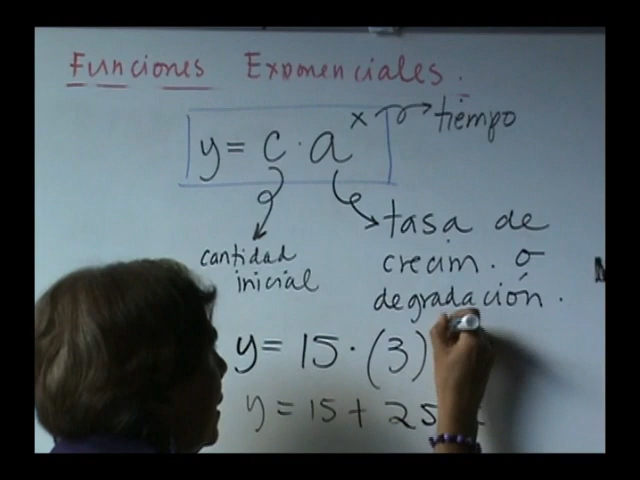 Funciones Exponenciales.
y = c · a^x
tiempo
cantidad
inicial
tasa de
crecim. o
degradación.
y = 15 · (3)
y = 15 + 25